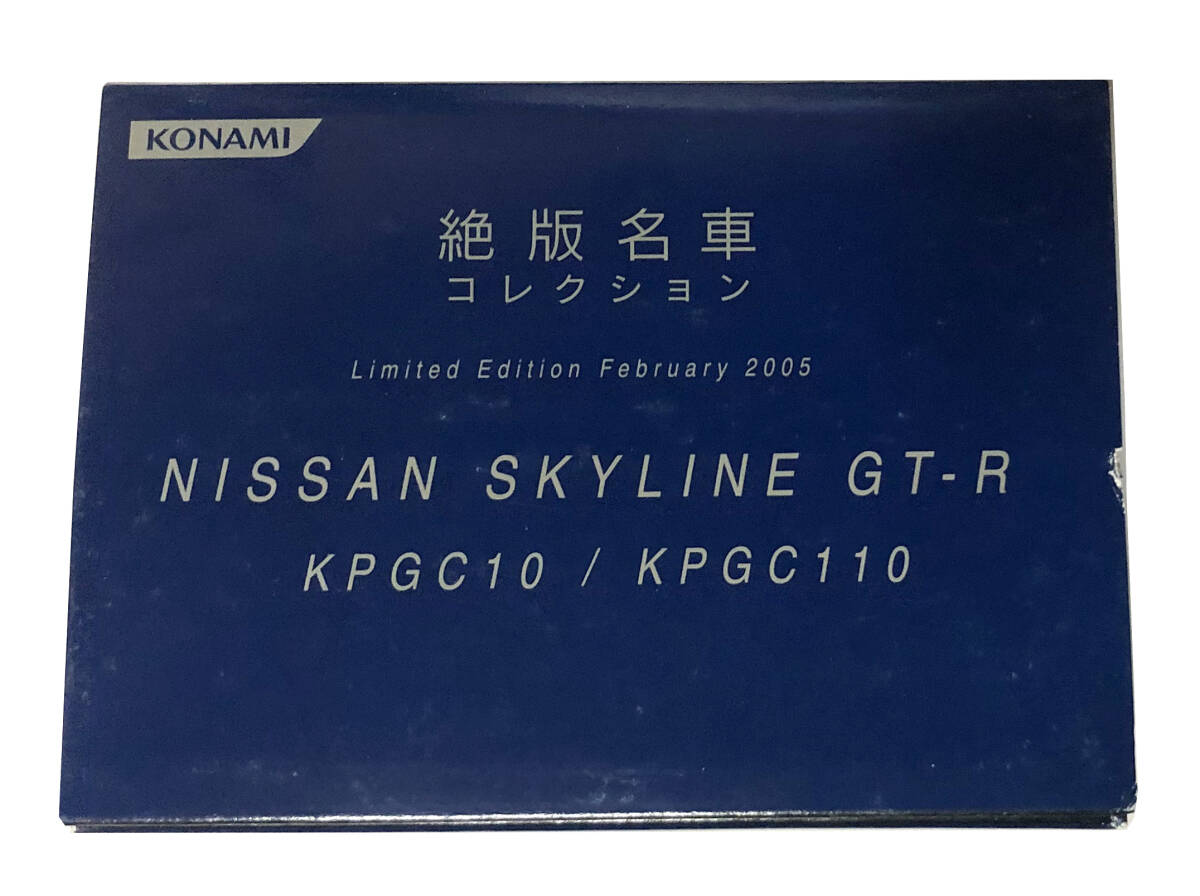 KONAMI
絶版名車
コレクション
Limited Edition February 2005
NISSAN SKYLINE GT-R
KPGC10 / KPGC110